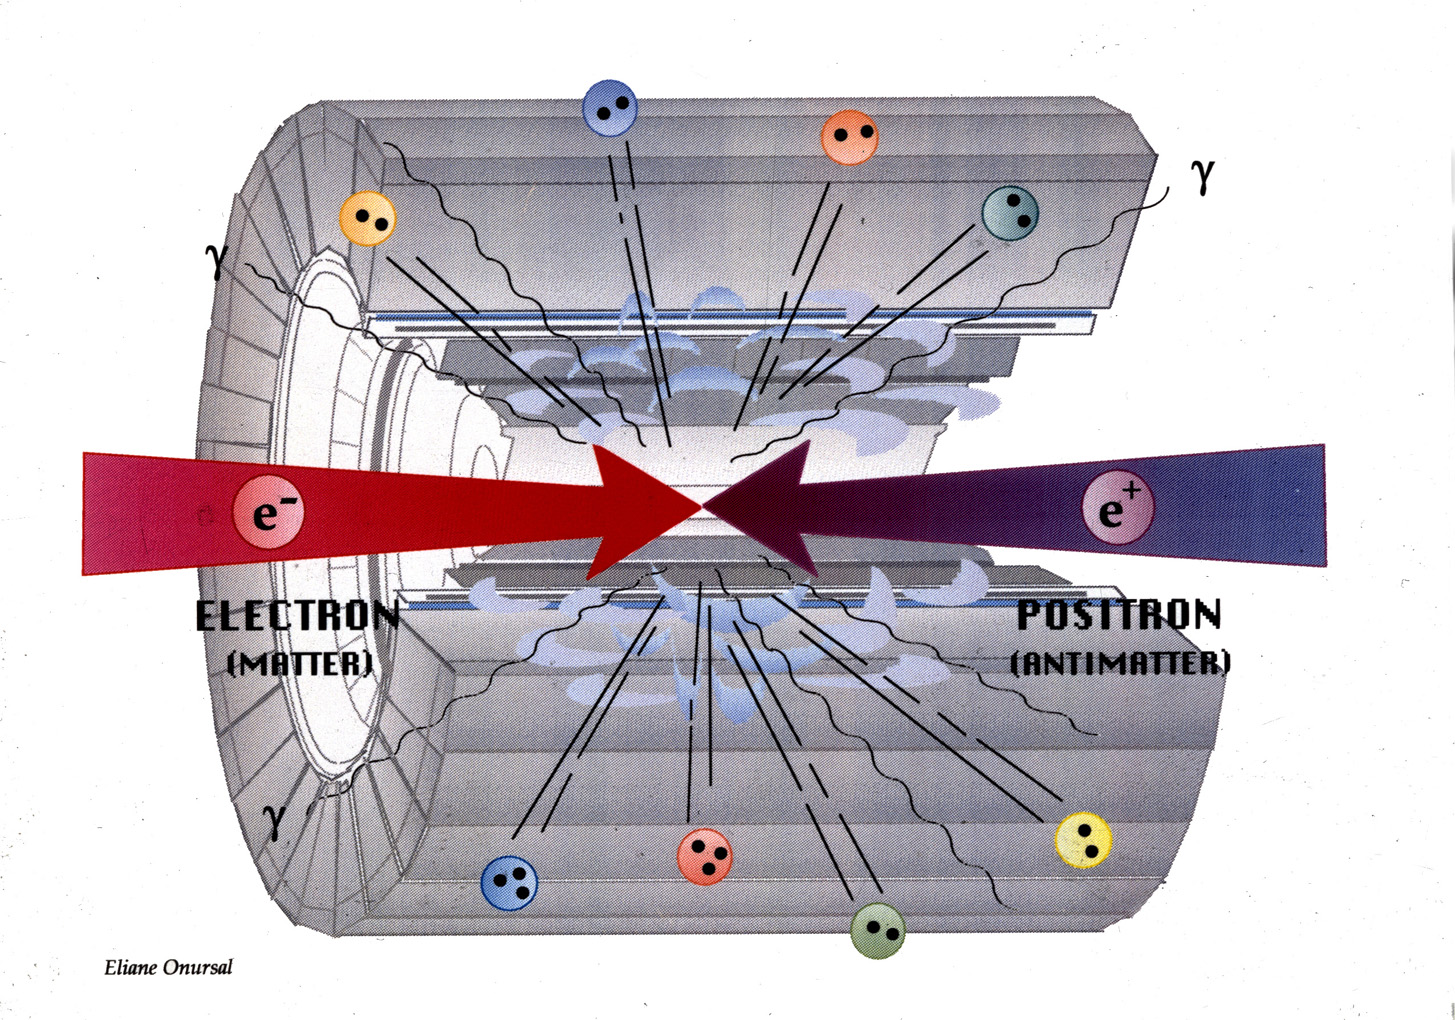 γ
γ
e⁻
e⁺
ELECTRON
(MATTER)
POSITRON
(ANTIMATTER)
γ
Eliane Onursal